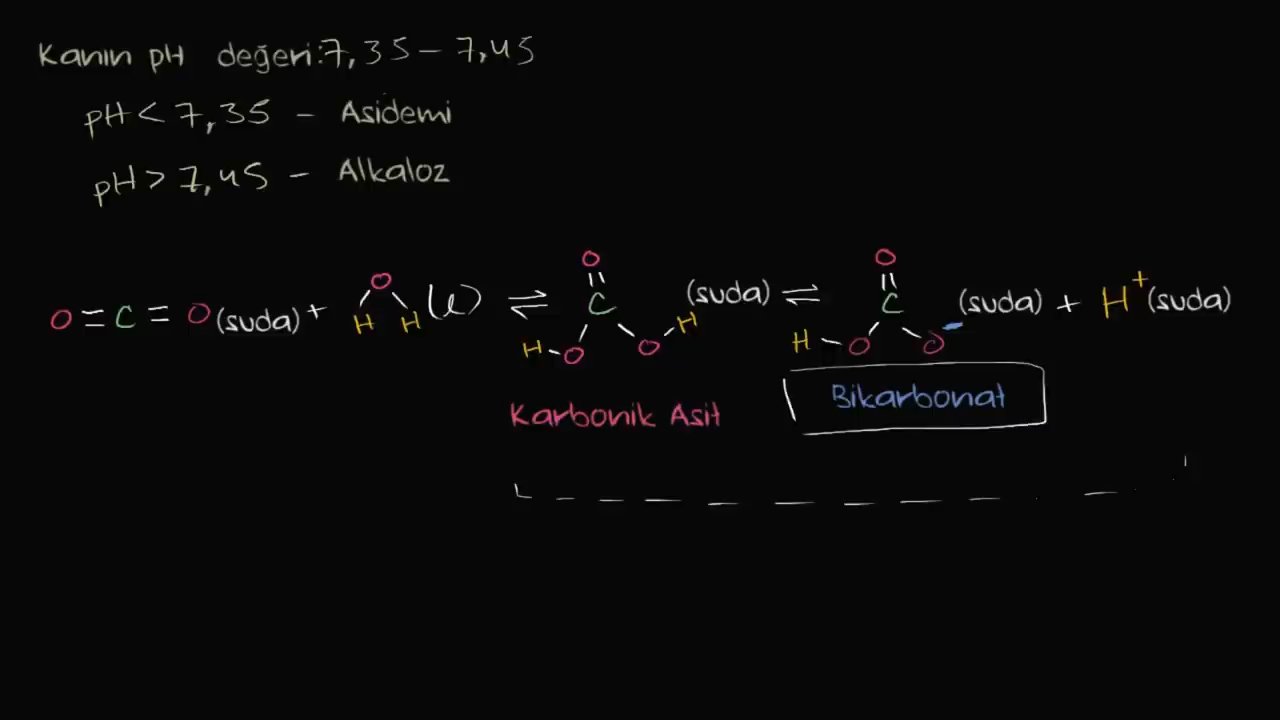 Kanın pH değeri: 7,35 – 7,45
pH < 7,35 – Asidemi
pH > 7,45 – Alkaloz
O = C = O (suda) + H O H (l) ⇌ H O C O O H (suda) ⇌ H O C O O⁻ (suda) + H⁺ (suda)
Karbonik Asit
Bikarbonat